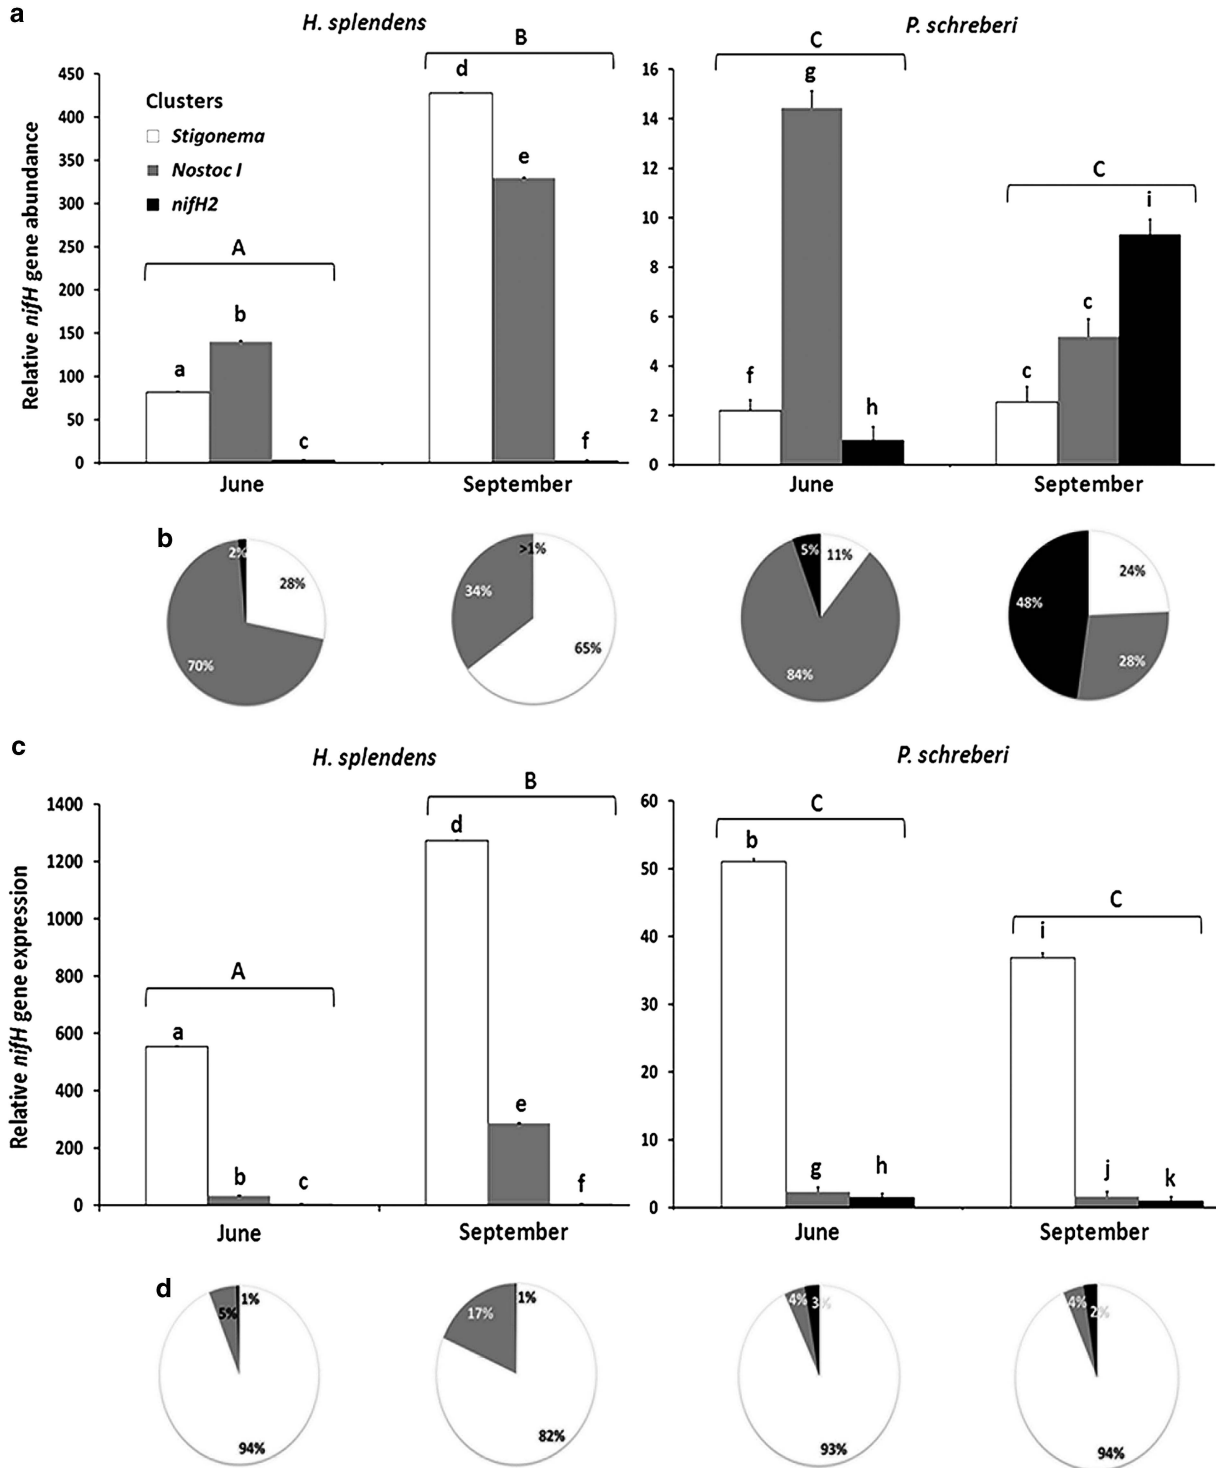 a
H. splendens
P. schreberi
Relative nifH gene abundance
450
400
350
300
250
200
150
100
50
0
Clusters
Stigonema
Nostoc I
nifH2
A
a
b
c
B
d
e
f
June
September
16
14
12
10
8
6
4
2
0
C
f
g
h
C
c
c
i
June
September
b
2%
28%
70%
>1%
34%
65%
5%
11%
84%
48%
24%
28%
c
H. splendens
P. schreberi
Relative nifH gene expression
1400
1200
1000
800
600
400
200
0
A
a
b
c
B
d
e
f
June
September
60
50
40
30
20
10
0
C
b
g
h
C
i
j
k
June
September
d
5%
1%
94%
17%
1%
82%
4%
3%
93%
4%
2%
94%